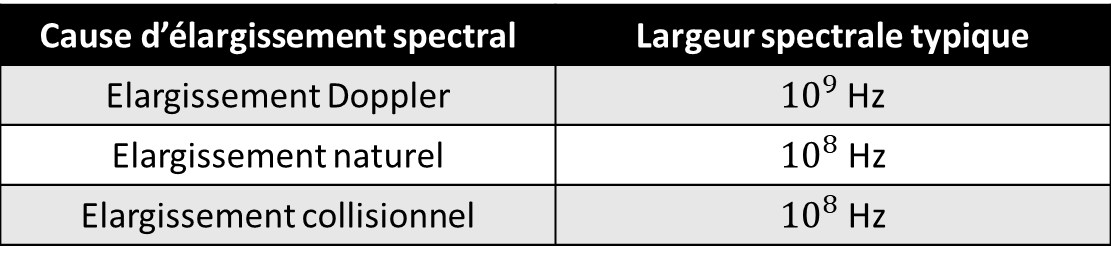 Cause d’élargissement spectral Largeur spectrale typique
Elargissement Doppler 10⁹ Hz
Elargissement naturel 10⁸ Hz
Elargissement collisionnel 10⁸ Hz